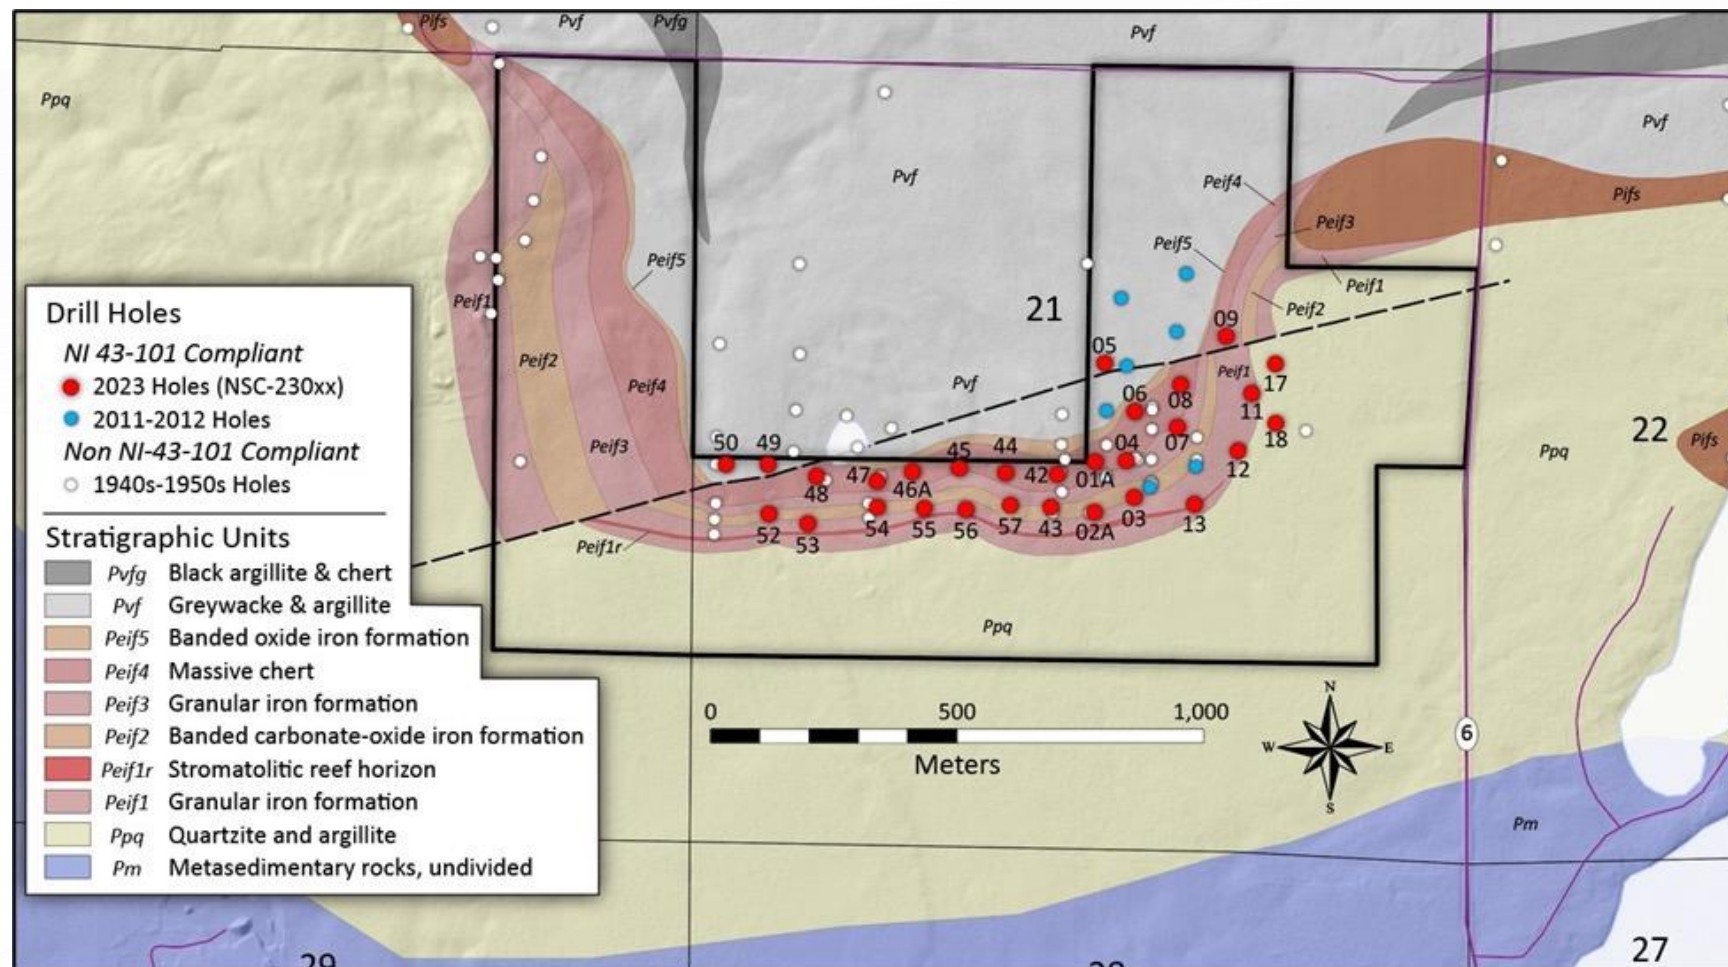 Pifs
Pvf
Pvfg
Pvf
Ppq
Pvf
Pvf
Peif4
Pifs
Peif3
Peif5
Peif5
Peif1
Peif1
Peif2
21
09
05
Peif2
Peif4
Pvf
Peif1
17
06
08
11
22
Pifs
Peif3
50
49
45
44
04
07
18
Ppq
48
47
46A
42
01A
12
Peif1r
52
53
54
55
56
57
43
02A
03
13
Ppq
Drill Holes
NI 43-101 Compliant
2023 Holes (NSC-230xx)
2011-2012 Holes
Non NI-43-101 Compliant
1940s-1950s Holes
Stratigraphic Units
Pvfg Black argillite & chert
Pvf Greywacke & argillite
Peif5 Banded oxide iron formation
Peif4 Massive chert
Peif3 Granular iron formation
Peif2 Banded carbonate-oxide iron formation
Peif1r Stromatolitic reef horizon
Peif1 Granular iron formation
Ppq Quartzite and argillite
Pm Metasedimentary rocks, undivided
0 500 1,000
Meters
N
W E
S
6
Pm
29
28
27